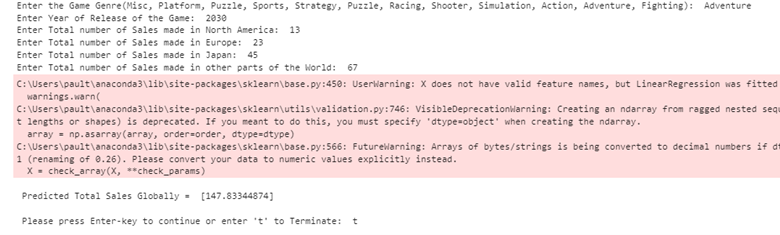 Enter the Game Genre(Misc, Platform, Puzzle, Sports, Strategy, Puzzle, Racing, Shooter, Simulation, Action, Adventure, Fighting):  Adventure
Enter Year of Release of the Game:  2030
Enter Total number of Sales made in North America:  13
Enter Total number of Sales made in Europe:  23
Enter Total number of Sales made in Japan:  45
Enter Total number of Sales made in other parts of the World:  67
C:\Users\pault\anaconda3\lib\site-packages\sklearn\base.py:450: UserWarning: X does not have valid feature names, but LinearRegression was fitted
warnings.warn(
C:\Users\pault\anaconda3\lib\site-packages\sklearn\utils\validation.py:746: VisibleDeprecationWarning: Creating an ndarray from ragged nested sequ
t lengths or shapes) is deprecated. If you meant to do this, you must specify 'dtype=object' when creating the ndarray.
array = np.asarray(array, order=order, dtype=dtype)
C:\Users\pault\anaconda3\lib\site-packages\sklearn\base.py:566: FutureWarning: Arrays of bytes/strings is being converted to decimal numbers if dt
1 (renaming of 0.26). Please convert your data to numeric values explicitly instead.
X = check_array(X, **check_params)
Predicted Total Sales Globally =  [147.83344874]
Please press Enter-key to continue or enter 't' to Terminate:  t